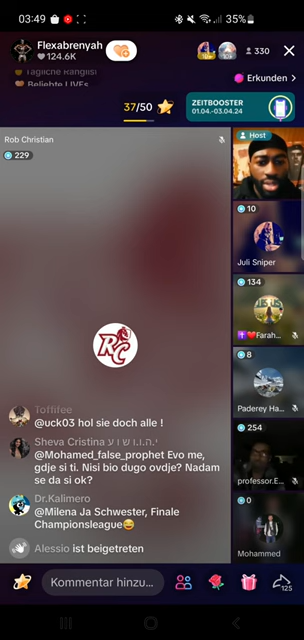 03:49
35%
Flexabrenyah
124.6K
330
Tägliche Rangliste
Beliebte LIVEs
Erkunden >
37/50
ZEITBOOSTER
01.04.-03.04.24
Rob Christian
229
Host
10
Juli Sniper
134
Farah...
8
Paderey Ha...
254
professor.E...
0
Mohammed
RC
Toffifee
@uck03 hol sie doch alle !
Sheva Cristina י.ה.ו.ו ש ו ע
@Mohamed_false_prophet Evo me,
gdje si ti. Nisi bio dugo ovdje? Nadam
se da si ok?
Dr.Kalimero
@Milena Ja Schwester, Finale
Championsleague😅
Alessio ist beigetreten
Kommentar hinzu...
125